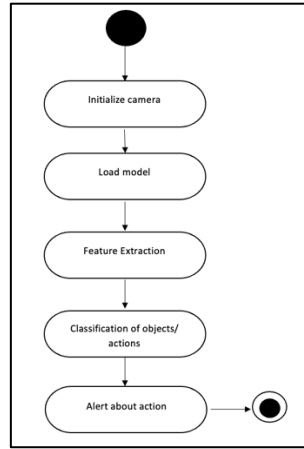 Initialize camera
Load model
Feature Extraction
Classification of objects/
actions
Alert about action